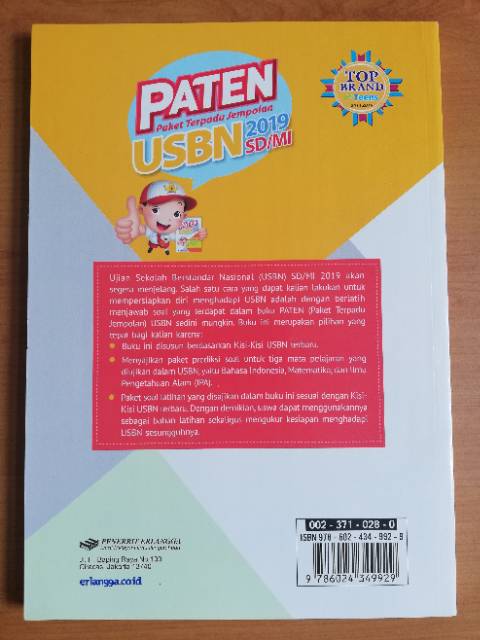 PATEN
Paket Terpadu Jempolan
USBN 2019
SD/MI
TOP
BRAND
Teens
Ujian Sekolah Berstandar Nasional (USBN) SD/MI 2019 akan
segera menjelang. Salah satu cara yang dapat kalian lakukan untuk
mempersiapkan diri menghadapi USBN adalah dengan berlatih
menjawab soal yang terdapat dalam buku PATEN (Paket Terpadu
Jempolan) USBN sedini mungkin. Buku ini merupakan pilihan yang
tepat bagi kalian karena:
• Buku ini disusun berdasarkan Kisi-Kisi USBN terbaru.
• Menyajikan paket prediksi soal untuk tiga mata pelajaran yang
diujikan dalam USBN, yaitu Bahasa Indonesia, Matematika, dan Ilmu
Pengetahuan Alam (IPA).
• Paket soal latihan yang disajikan dalam buku ini sesuai dengan Kisi-
Kisi USBN terbaru. Dengan demikian, siswa dapat menggunakannya
sebagai bahan latihan sekaligus mengukur kesiapan menghadapi
USBN sesungguhnya.
PENERBIT ERLANGGA
Jl. H. Baping Raya No. 100
Ciracas, Jakarta 13740
erlangga.co.id
002-371-028-0
ISBN 978-602-434-992-9
9 786024 349929